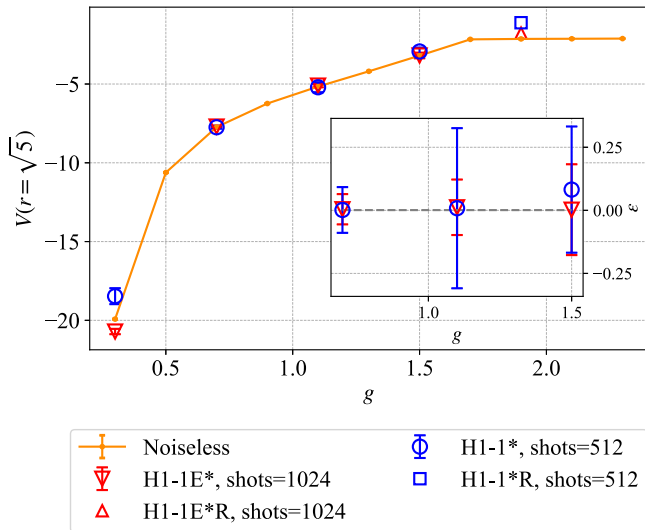 V(r=√5)
−5
−10
−15
−20
0.5
1.0
1.5
2.0
g
0.25
0.00
−0.25
ε
1.0
1.5
g
Noiseless
H1-1E*, shots=1024
H1-1E*R, shots=1024
H1-1*, shots=512
H1-1*R, shots=512